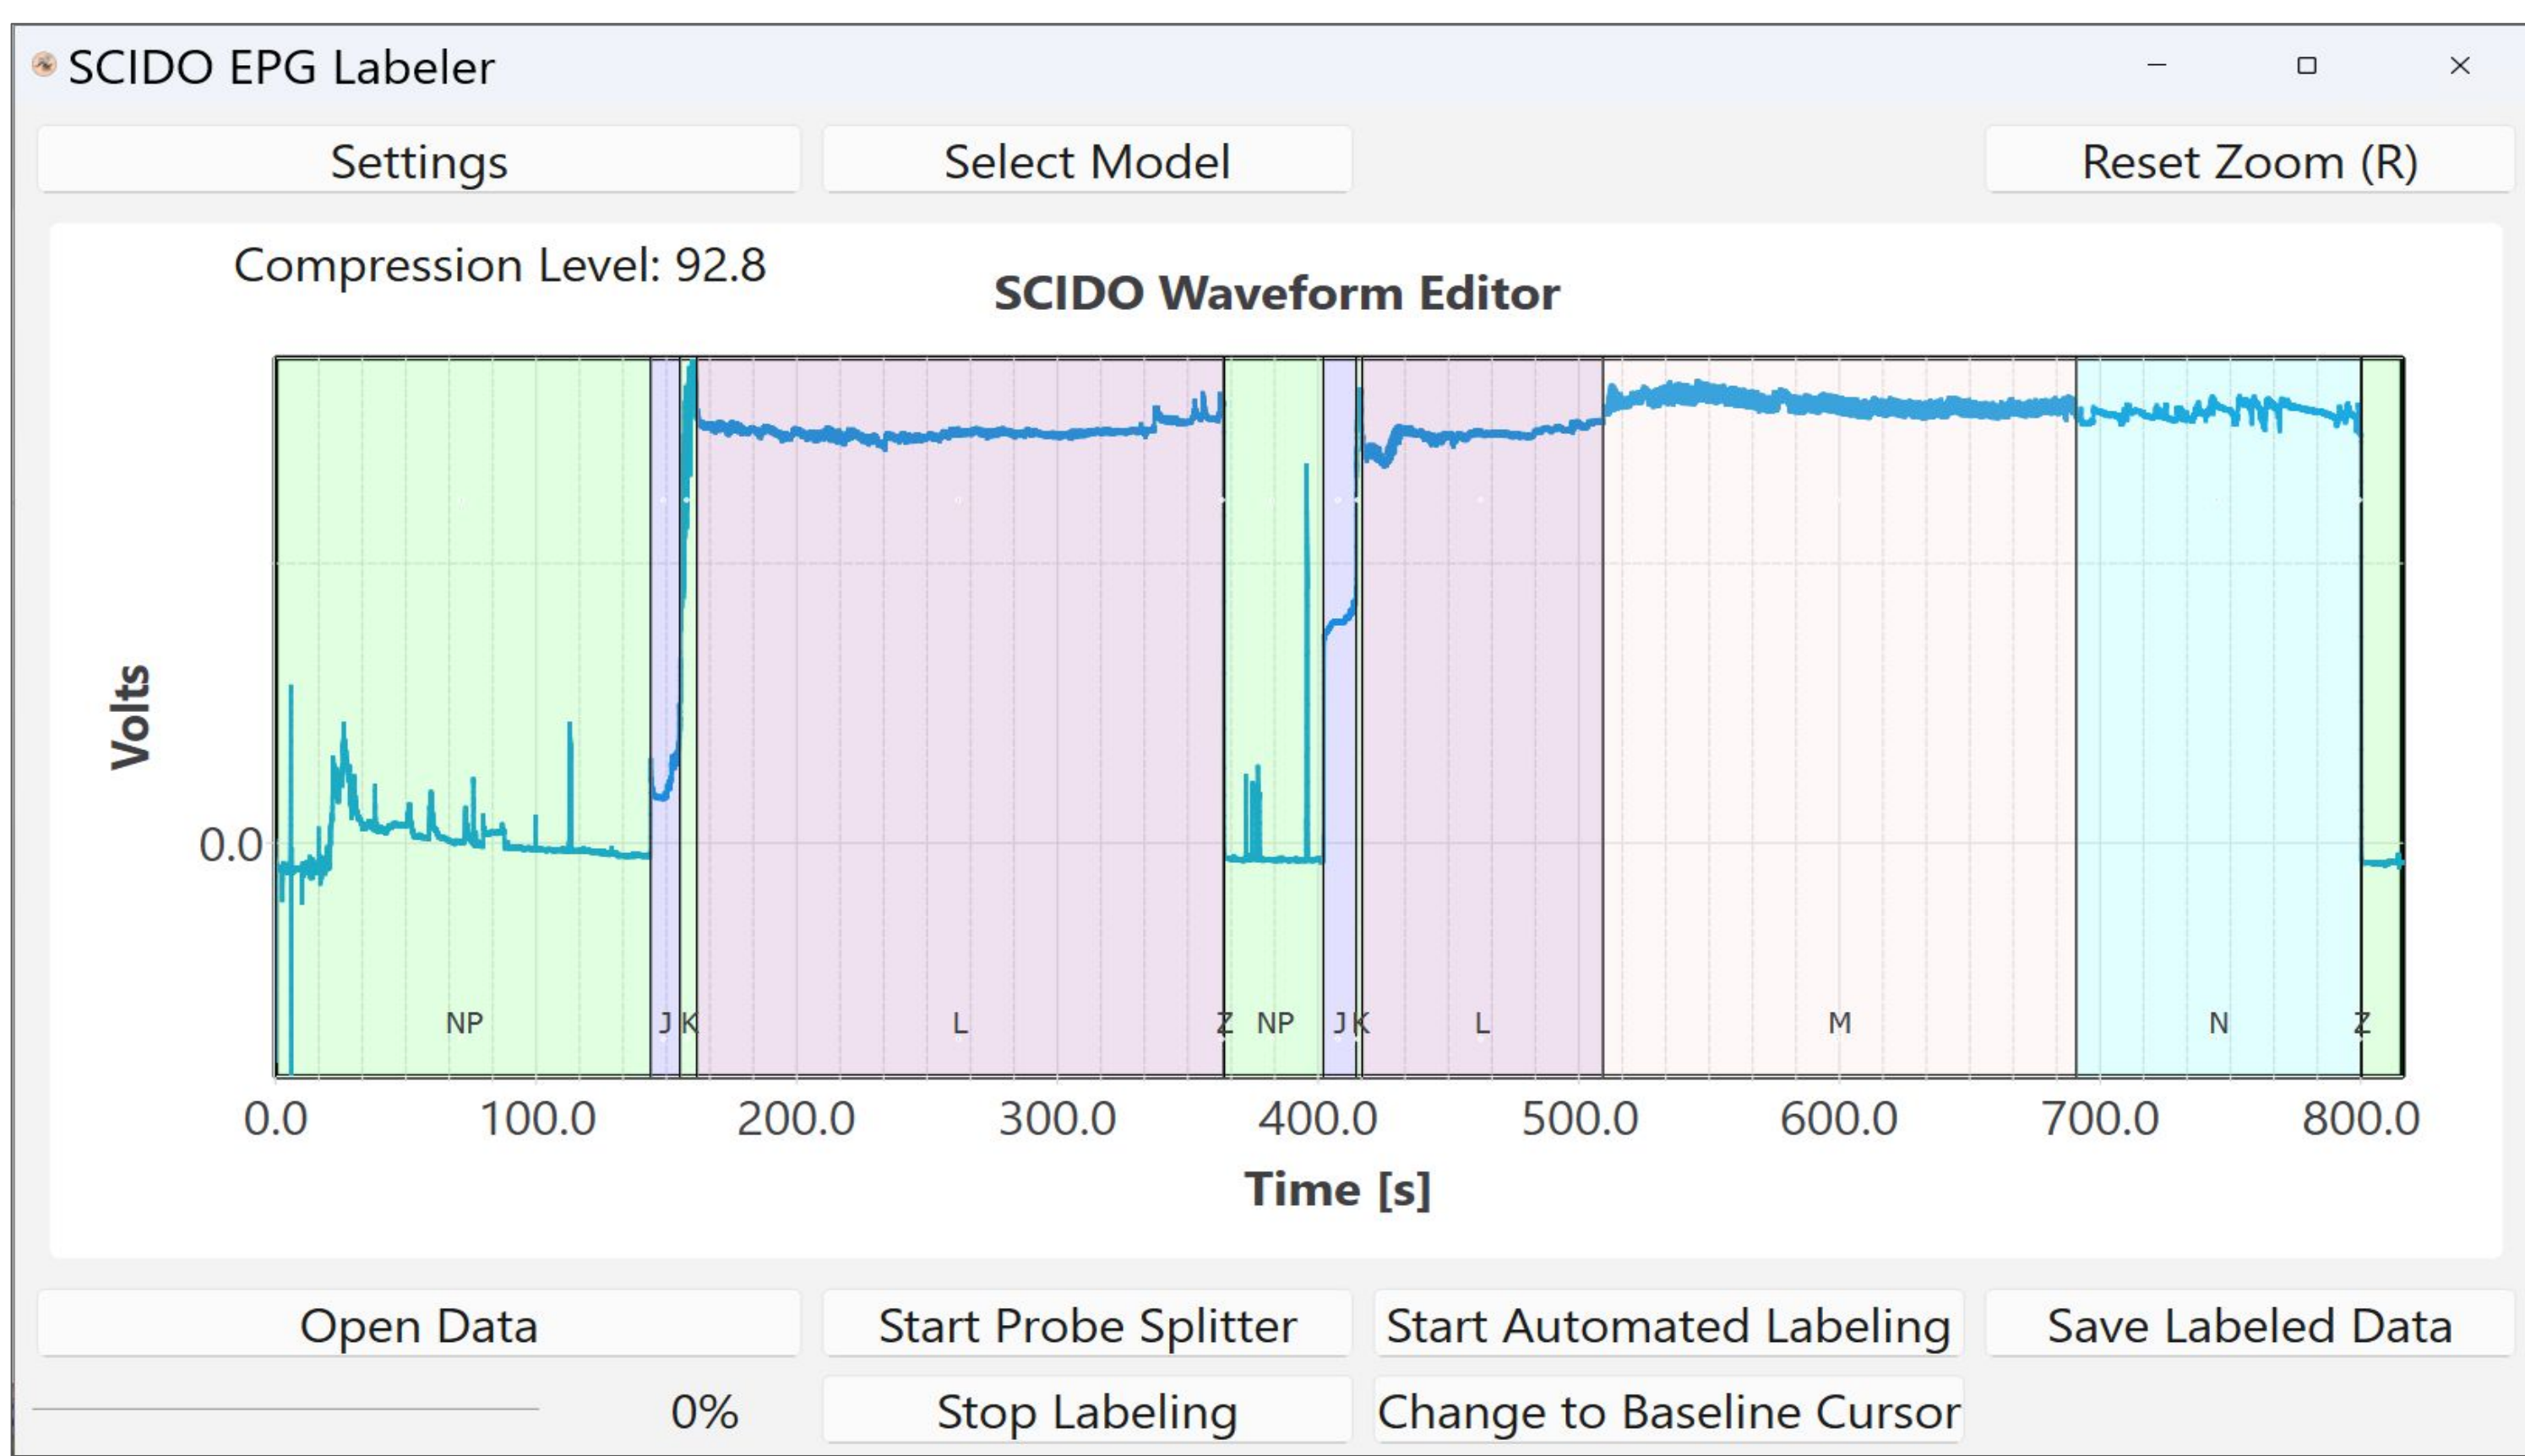 SCIDO EPG Labeler
Settings Select Model Reset Zoom (R)
Compression Level: 92.8
SCIDO Waveform Editor
Volts
0.0
NP J K L Z NP J K L M N Z
0.0 100.0 200.0 300.0 400.0 500.0 600.0 700.0 800.0
Time [s]
Open Data Start Probe Splitter Start Automated Labeling Save Labeled Data
0% Stop Labeling Change to Baseline Cursor